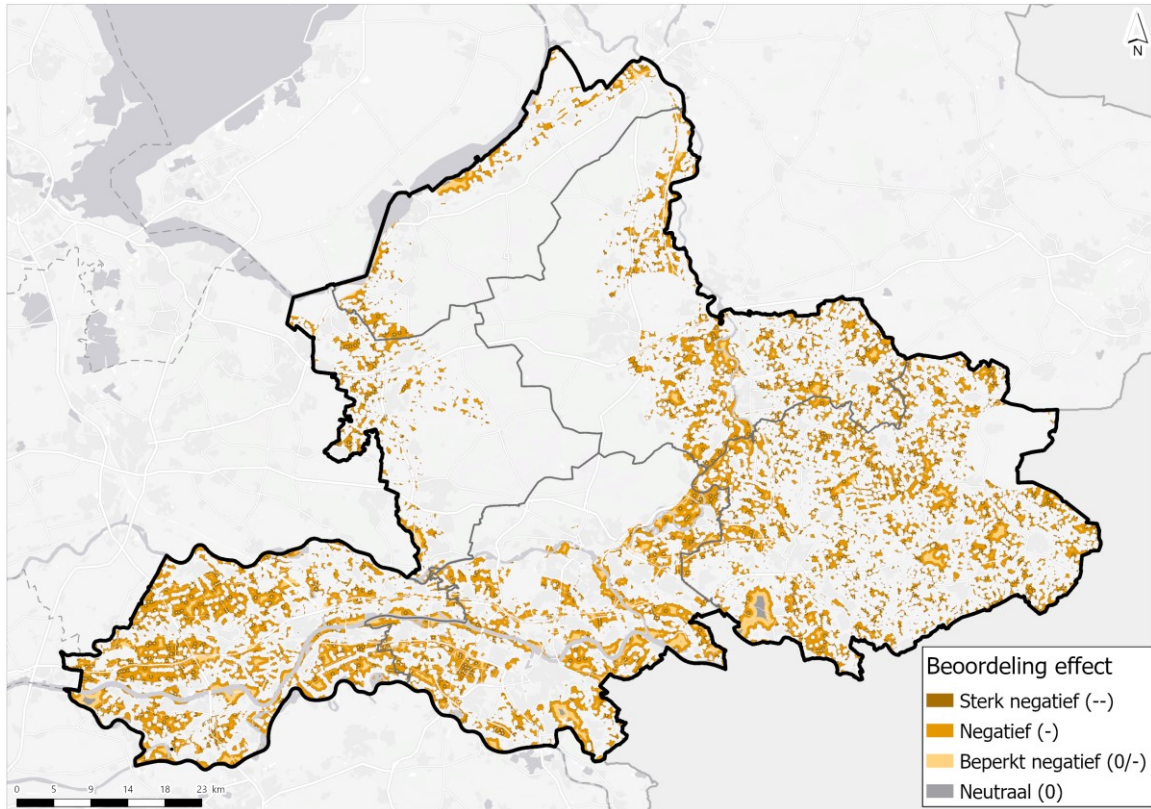 N
Beoordeling effect
Sterk negatief (--)
Negatief (-)
Beperkt negatief (0/-)
Neutraal (0)
0 5 9 14 18 23 km